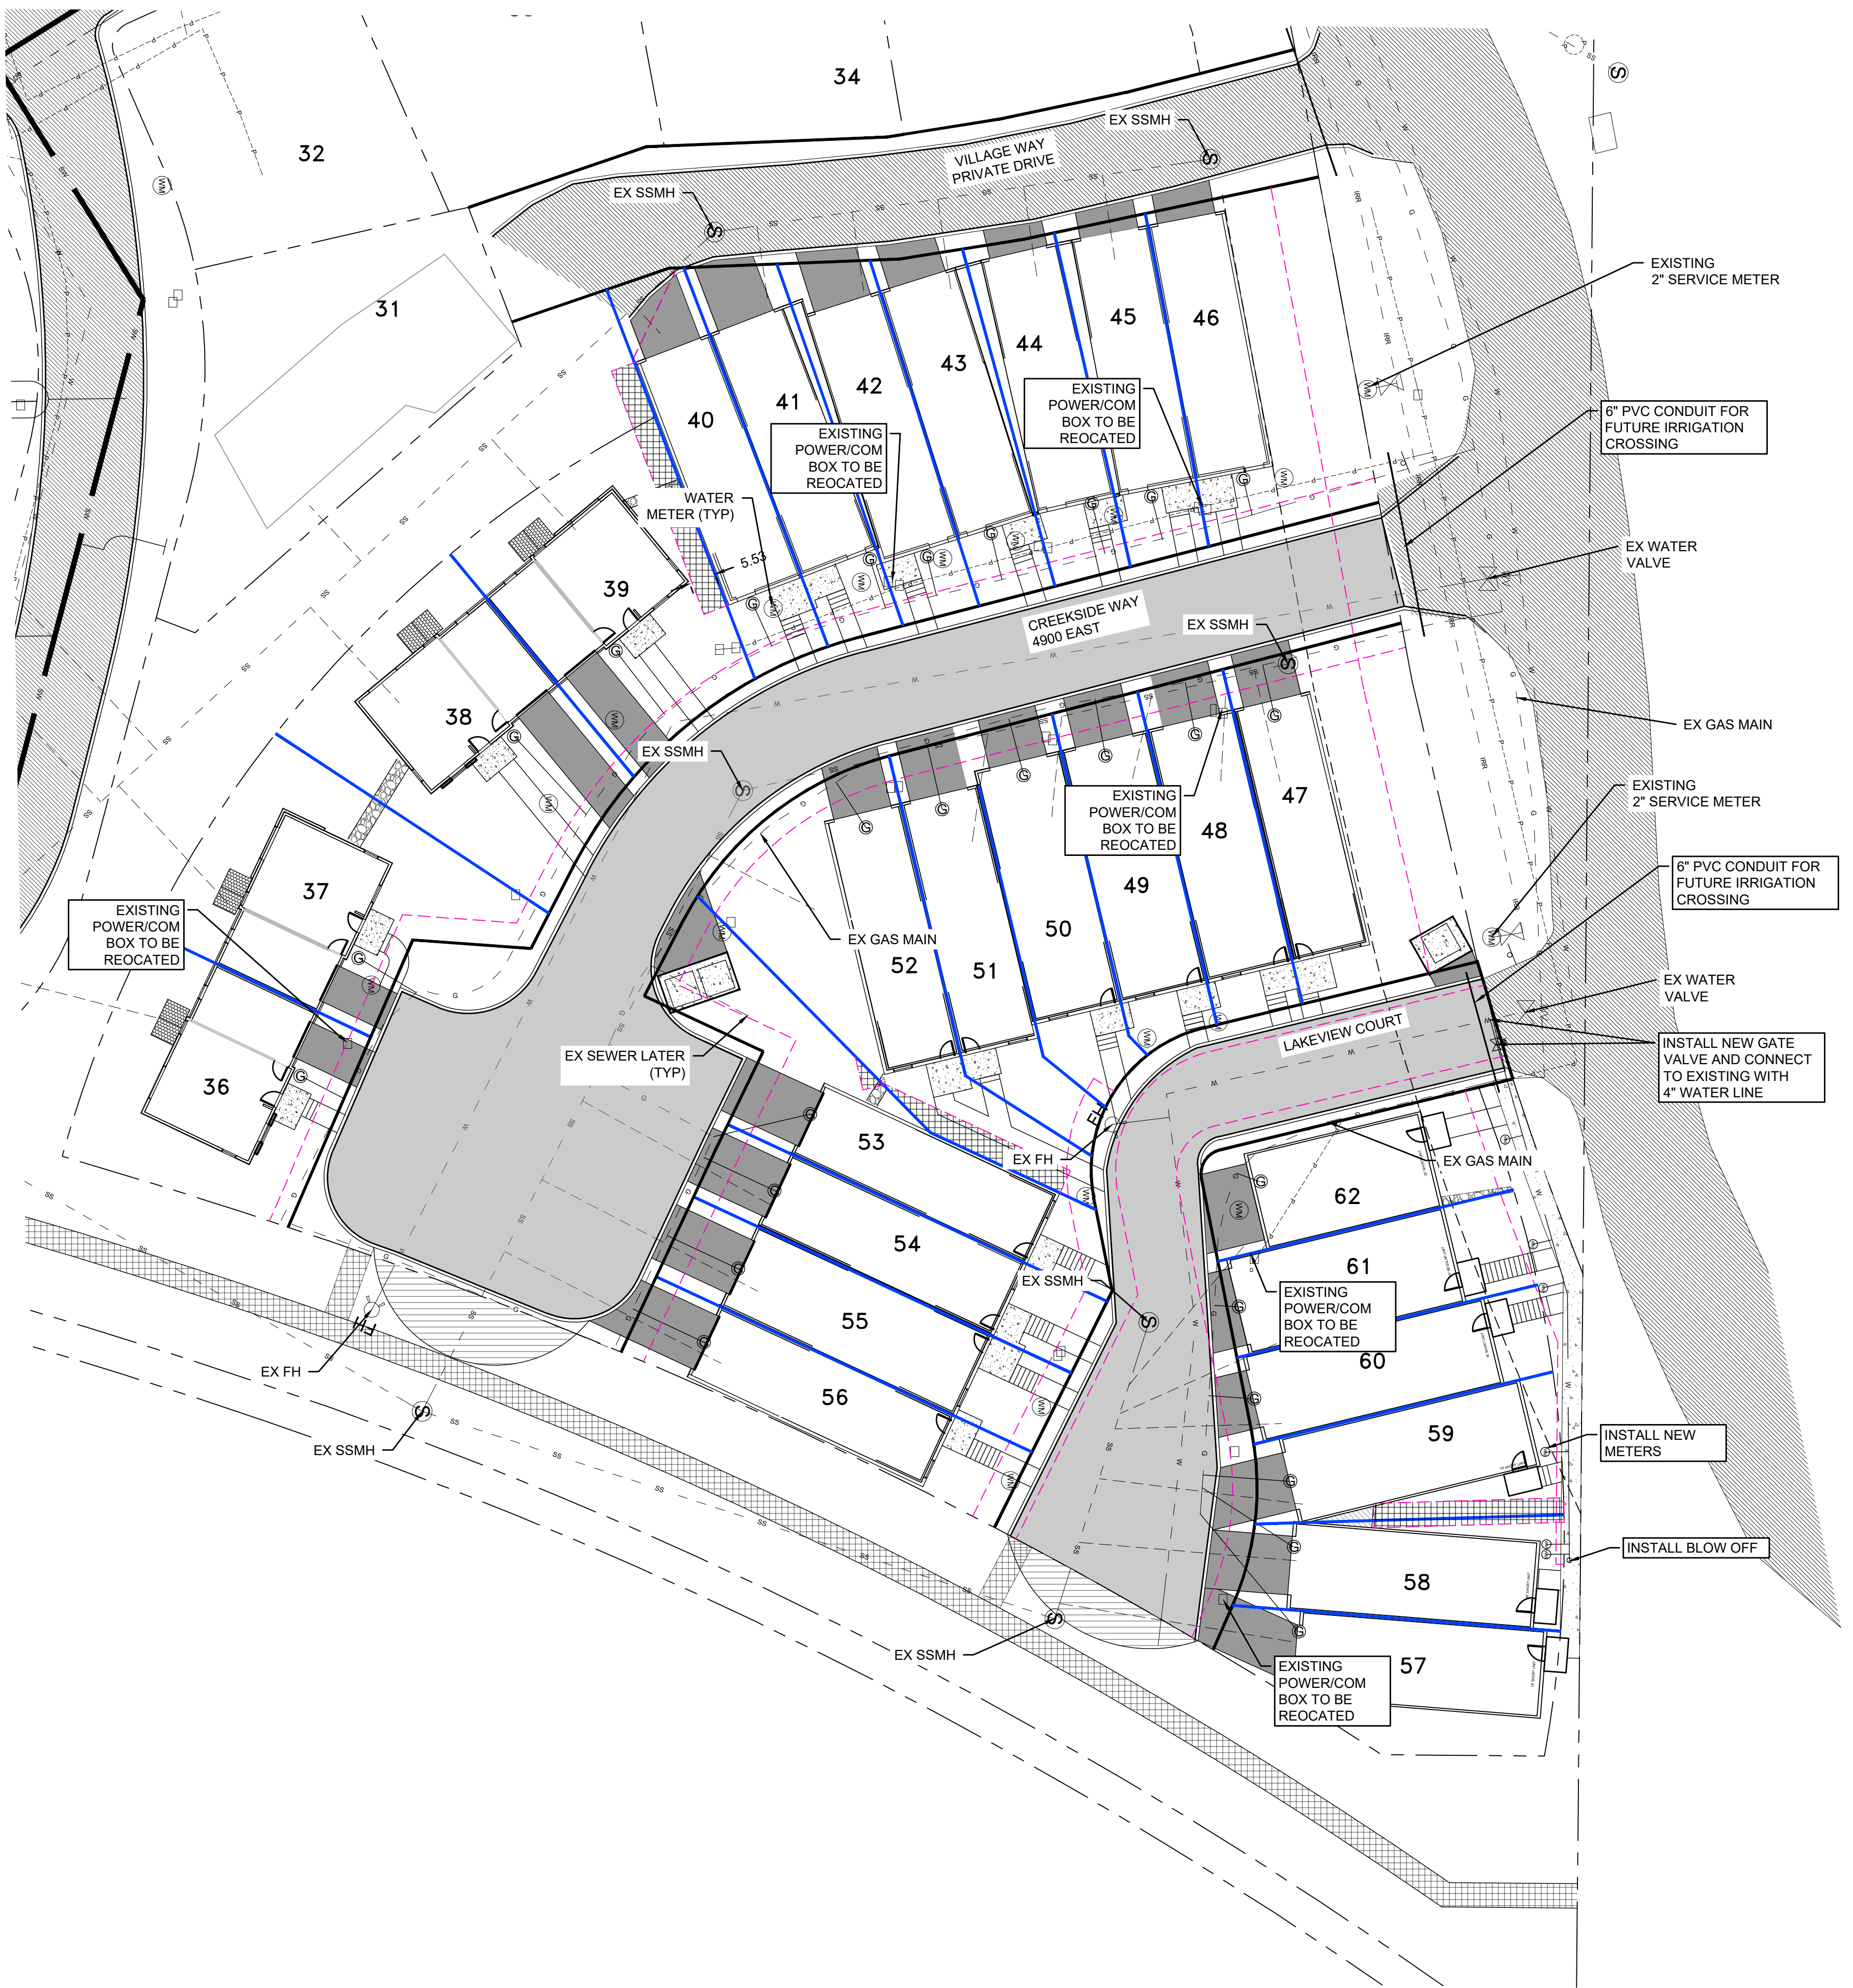 34
32
31
EX SSMH
VILLAGE WAY
PRIVATE DRIVE
EX SSMH
EXISTING
2" SERVICE METER
46
45
44
43
42
41
40
EXISTING
POWER/COM
BOX TO BE
REOCATED
EXISTING
POWER/COM
BOX TO BE
REOCATED
6" PVC CONDUIT FOR
FUTURE IRRIGATION
CROSSING
WATER
METER (TYP)
5.53
EX WATER
VALVE
39
38
CREEKSIDE WAY
4900 EAST
EX SSMH
EX SSMH
EX GAS MAIN
EXISTING
2" SERVICE METER
EXISTING
POWER/COM
BOX TO BE
REOCATED
47
48
49
50
51
52
EX GAS MAIN
6" PVC CONDUIT FOR
FUTURE IRRIGATION
CROSSING
37
36
EXISTING
POWER/COM
BOX TO BE
REOCATED
EX WATER
VALVE
LAKEVIEW COURT
INSTALL NEW GATE
VALVE AND CONNECT
TO EXISTING WITH
4" WATER LINE
EX SEWER LATER
(TYP)
FH
EX FH
EX GAS MAIN
53
54
55
56
62
61
60
59
58
57
EX SSMH
EXISTING
POWER/COM
BOX TO BE
REOCATED
FH
EX FH
EX SSMH
INSTALL NEW
METERS
INSTALL BLOW OFF
EX SSMH
EXISTING
POWER/COM
BOX TO BE
REOCATED